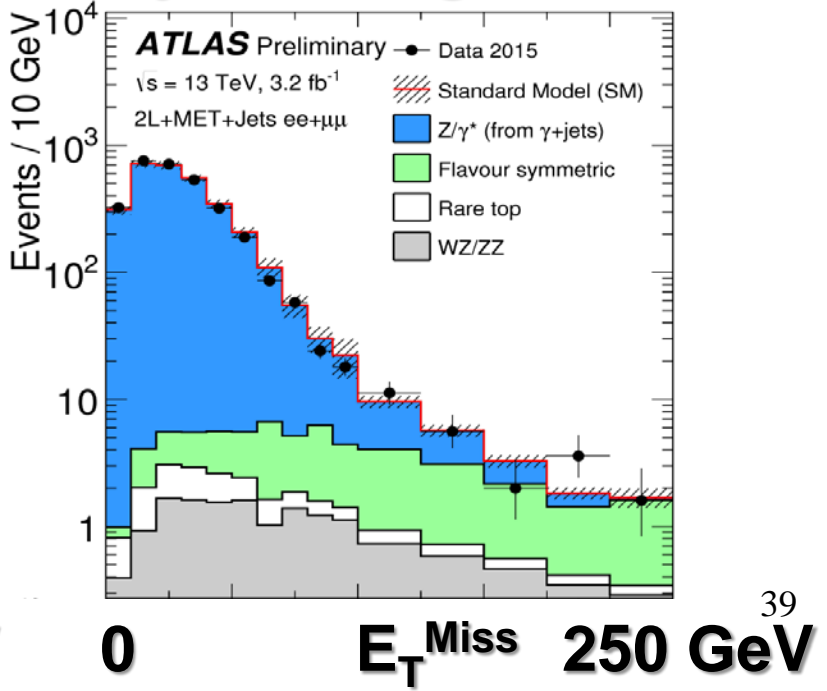 10⁴
10³
10²
10
1
Events / 10 GeV
ATLAS Preliminary
√s = 13 TeV, 3.2 fb⁻¹
2L+MET+Jets ee+μμ
Data 2015
Standard Model (SM)
Z/γ* (from γ+jets)
Flavour symmetric
Rare top
WZ/ZZ
39
0 E_T^Miss 250 GeV